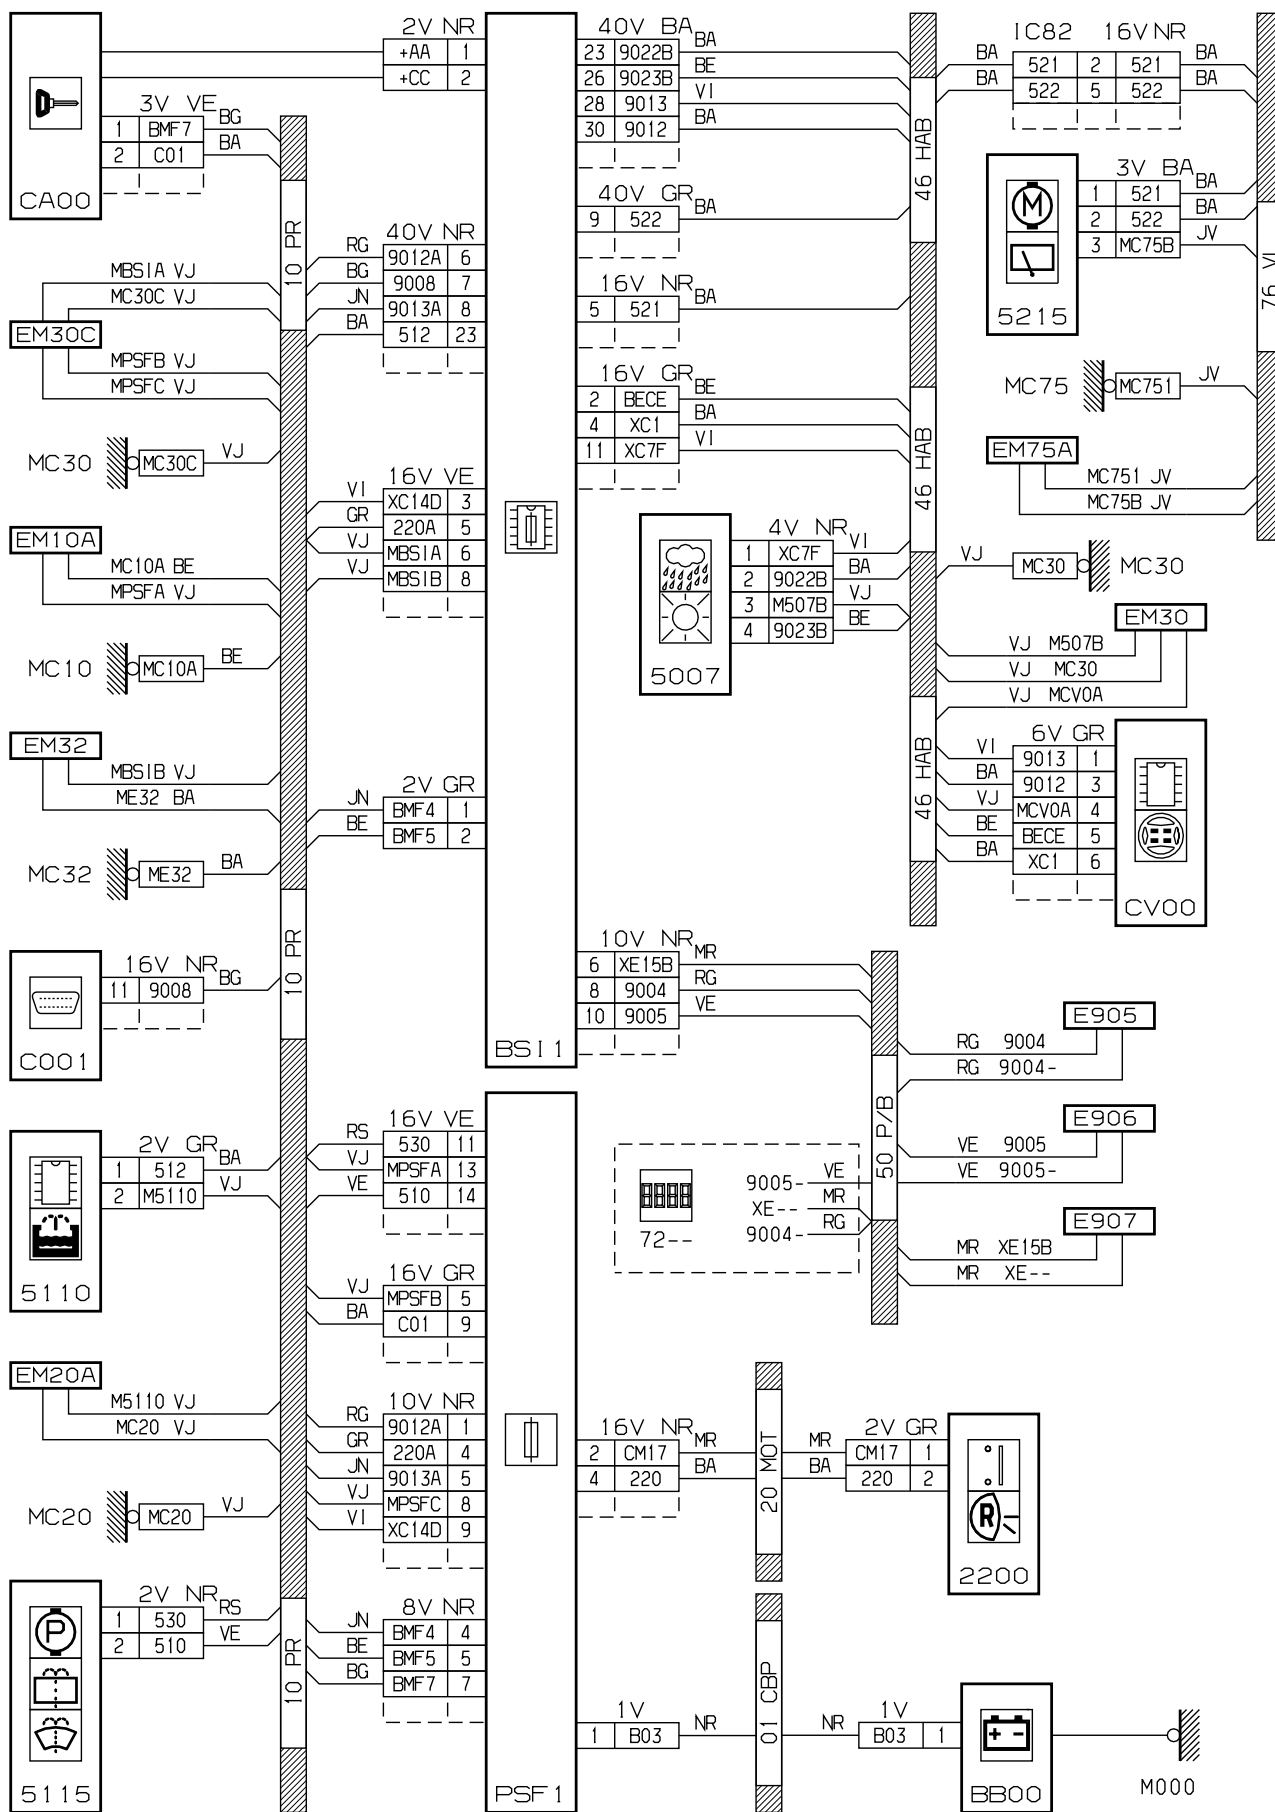 2V NR
+AA 1
+CC 2
3V VE
1 BMF7 BG
2 C01 BA
CA00
10 PR
40V NR
RG 9012A 6
BG 9008 7
JN 9013A 8
BA 512 23
MBSIA VJ
MC30C VJ
EM30C
MPSFB VJ
MPSFC VJ
MC30 MC30C VJ
16V VE
VI XC14D 3
GR 220A 5
VJ MBSIA 6
VJ MBSIB 8
EM10A
MC10A BE
MPSFA VJ
MC10 MC10A BE
EM32
MBSIB VJ
ME32 BA
2V GR
JN BMF4 1
BE BMF5 2
MC32 ME32 BA
10 PR
16V NR
11 9008 BG
C001
BSI1
40V BA
23 9022B BA
26 9023B BE
28 9013 VI
30 9012 BA
40V GR
9 522 BA
16V NR
5 521 BA
16V GR
2 BECE BE
4 XC1 BA
11 XC7F VI
46 HAB
46 HAB
46 HAB
IC82 16V NR
BA 521 2 521 BA
BA 522 5 522 BA
3V BA
1 521 BA
2 522 BA
3 MC75B JV
5215
76 VI
MC75 MC751 JV
EM75A
MC751 JV
MC75B JV
4V NR
1 XC7F VI
2 9022B BA
3 M507B VJ
4 9023B BE
5007
VJ MC30 MC30
EM30
VJ M507B
VJ MC30
VJ MCV0A
6V GR
VI 9013 1
BA 9012 3
VJ MCV0A 4
BE BECE 5
BA XC1 6
CV00
10V NR
6 XE15B MR
8 9004 RG
10 9005 VE
50 P/B
E905
RG 9004
RG 9004-
E906
VE 9005
VE 9005-
E907
MR XE15B
MR XE--
9005- VE
XE-- MR
9004- RG
72--
2V GR
1 512 BA
2 M5110 VJ
5110
16V VE
RS 530 11
VJ MPSFA 13
VE 510 14
16V GR
VJ MPSFB 5
BA C01 9
EM20A
M5110 VJ
MC20 VJ
10V NR
RG 9012A 1
GR 220A 4
JN 9013A 5
VJ MPSFC 8
VI XC14D 9
MC20 MC20 VJ
2V NR
1 530 RS
2 510 VE
P
5115
10 PR
8V NR
JN BMF4 4
BE BMF5 5
BG BMF7 7
PSF1
16V NR
2 CM17 MR
4 220 BA
20 MOT
2V GR
MR CM17 1
BA 220 2
R
2200
1V
1 B03 NR
01 CBP
1V
NR B03 1
+ -
BB00
M000
M